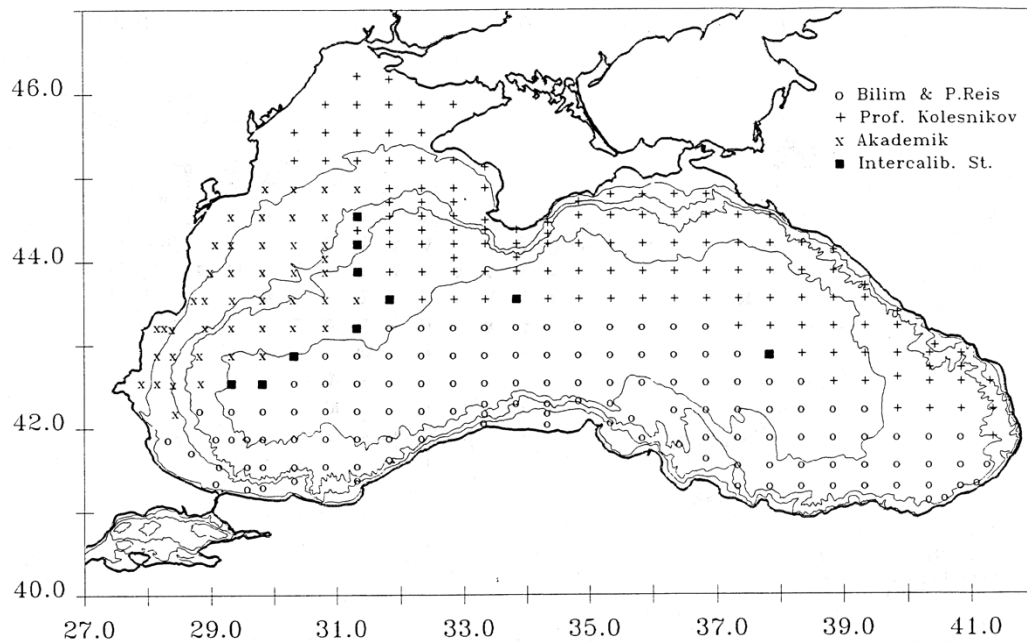 46.0
o Bilim & P.Reis
+ Prof. Kolesnikov
x Akademik
■ Intercalib. St.
44.0
42.0
40.0
27.0 29.0 31.0 33.0 35.0 37.0 39.0 41.0